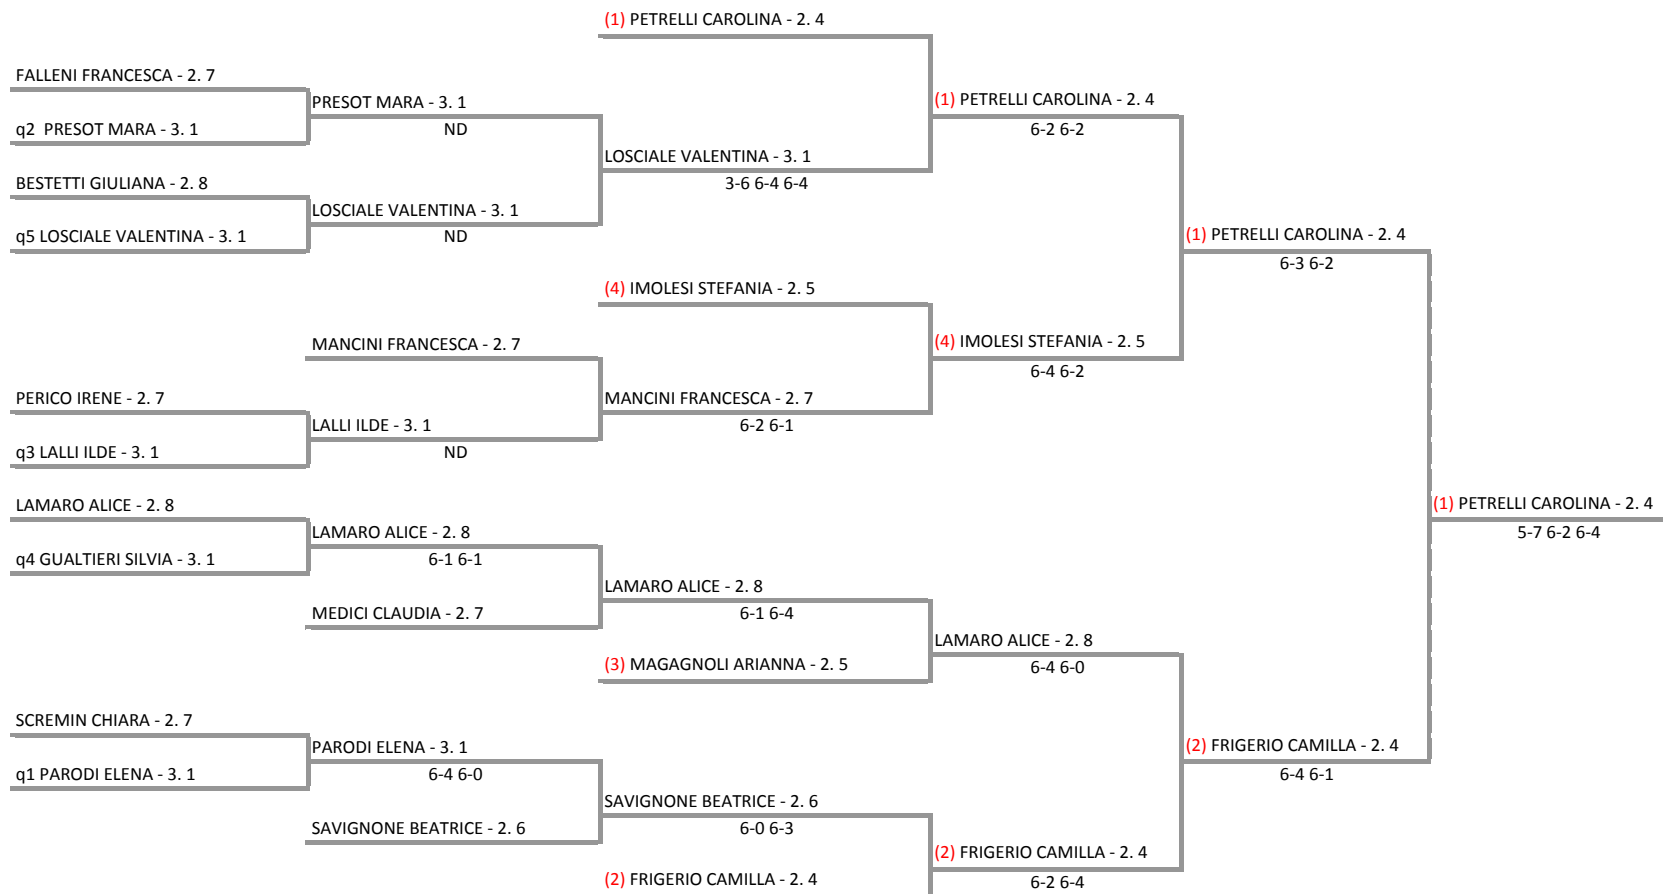 (1) PETRELLI CAROLINA - 2. 4
FALLENI FRANCESCA - 2. 7
PRESOT MARA - 3. 1
(1) PETRELLI CAROLINA - 2. 4
q2  PRESOT MARA - 3. 1
ND
6-2 6-2
LOSCIALE VALENTINA - 3. 1
BESTETTI GIULIANA - 2. 8
3-6 6-4 6-4
LOSCIALE VALENTINA - 3. 1
q5 LOSCIALE VALENTINA - 3. 1
ND
(1) PETRELLI CAROLINA - 2. 4
6-3 6-2
(4) IMOLESI STEFANIA - 2. 5
MANCINI FRANCESCA - 2. 7
(4) IMOLESI STEFANIA - 2. 5
6-4 6-2
PERICO IRENE - 2. 7
MANCINI FRANCESCA - 2. 7
LALLI ILDE - 3. 1
6-2 6-1
q3 LALLI ILDE - 3. 1
ND
LAMARO ALICE - 2. 8
(1) PETRELLI CAROLINA - 2. 4
LAMARO ALICE - 2. 8
5-7 6-2 6-4
q4 GUALTIERI SILVIA - 3. 1
6-1 6-1
LAMARO ALICE - 2. 8
MEDICI CLAUDIA - 2. 7
6-1 6-4
LAMARO ALICE - 2. 8
(3) MAGAGNOLI ARIANNA - 2. 5
6-4 6-0
SCREMIN CHIARA - 2. 7
PARODI ELENA - 3. 1
(2) FRIGERIO CAMILLA - 2. 4
q1 PARODI ELENA - 3. 1
6-4 6-0
6-4 6-1
SAVIGNONE BEATRICE - 2. 6
SAVIGNONE BEATRICE - 2. 6
6-0 6-3
(2) FRIGERIO CAMILLA - 2. 4
(2) FRIGERIO CAMILLA - 2. 4
6-2 6-4